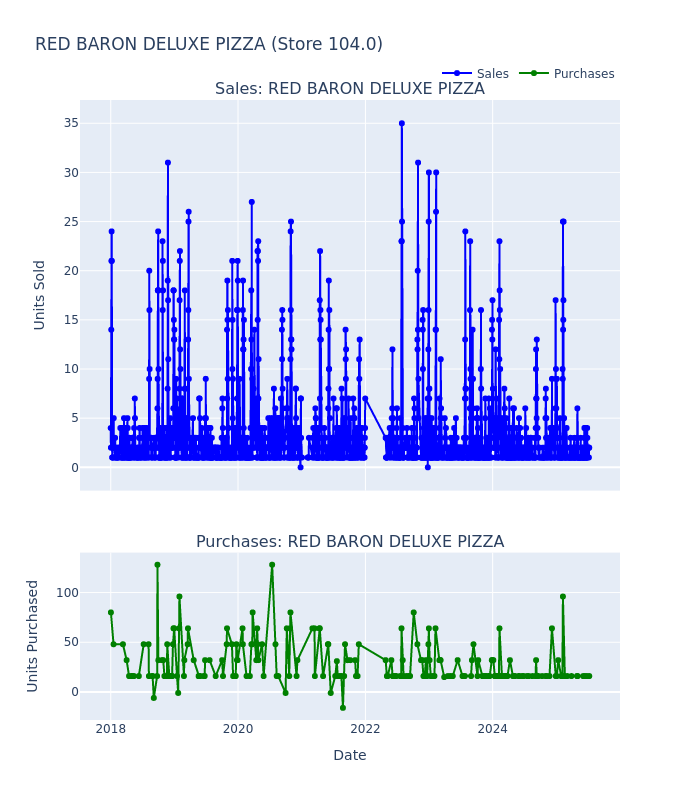 RED BARON DELUXE PIZZA (Store 104.0)
Sales
Purchases
Sales: RED BARON DELUXE PIZZA
35
30
25
20
15
10
5
0
Units Sold
Purchases: RED BARON DELUXE PIZZA
100
50
0
Units Purchased
2018
2020
2022
2024
Date